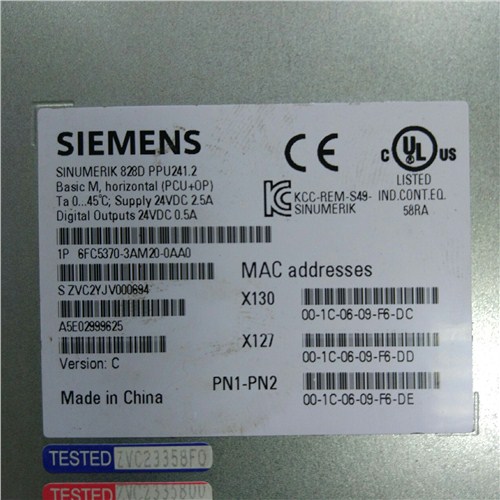 SIEMENS
SINUMERIK 828D PPU241.2
Basic M, horizontal (PCU+OP)
Ta 0...45°C; Supply 24VDC 2.5A
Digital Outputs 24VDC 0.5A
CE
C UL US
LISTED
IND.CONT.EQ.
58RA
KCC-REM-S49-
SINUMERIK
1P 6FC5370-3AM20-0AA0
S ZVC2YJV000694
A5E02999625
Version: C
Made in China
MAC addresses
X130
00-1C-06-09-F6-DC
X127
00-1C-06-09-F6-DD
PN1-PN2
00-1C-06-09-F6-DE
TESTED ZVC23358F0
TESTED